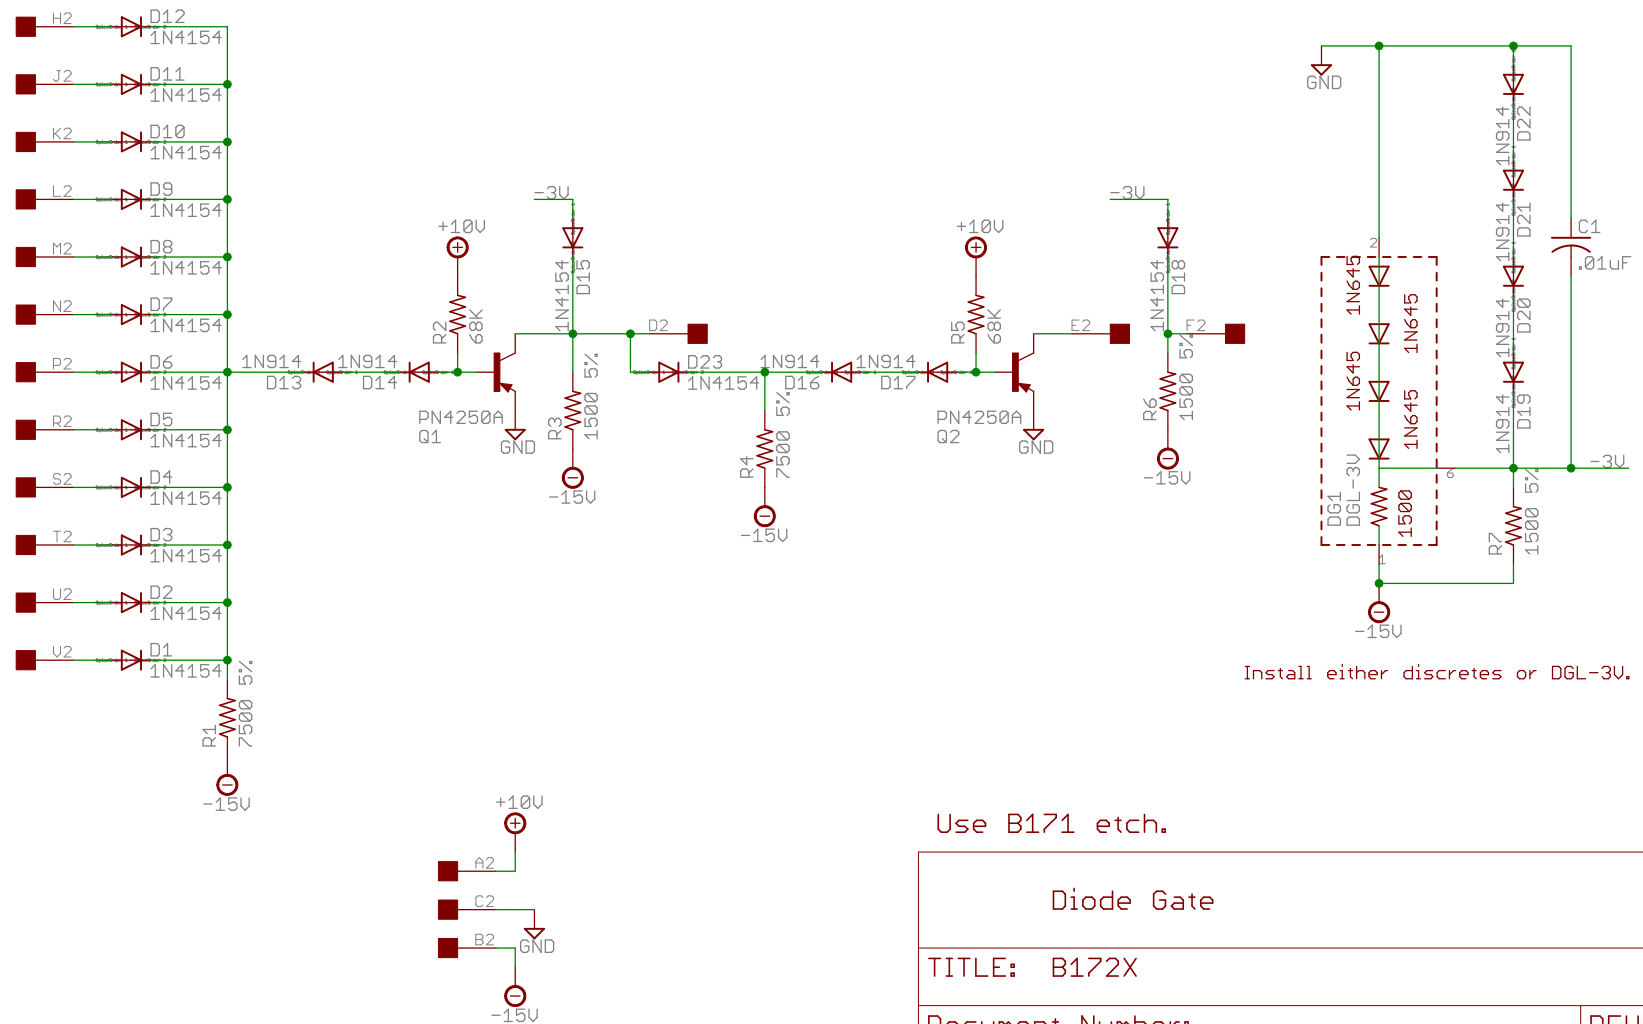 H2
D12
1N4154
J2
D11
1N4154
K2
D10
1N4154
L2
D9
1N4154
M2
D8
1N4154
N2
D7
1N4154
P2
D6
1N4154
R2
D5
1N4154
S2
D4
1N4154
T2
D3
1N4154
U2
D2
1N4154
V2
D1
1N4154
R1
7500 5%
-15V
1N914
D13
1N914
D14
+10V
R2
68K
PN4250A
Q1
GND
-3V
1N4154
D15
D2
R3
1500 5%
-15V
D23
1N4154
R4
7500 5%
-15V
1N914
D16
1N914
D17
+10V
R5
68K
PN4250A
Q2
GND
E2
-3V
1N4154
D18
F2
R6
1500 5%
-15V
GND
2
1N645
1N645
1N645
1N645
DG1
DGL-3V
1500
6
1
-15V
1N914
D22
1N914
D21
1N914
D20
1N914
D19
C1
.01uF
-3V
R7
1500 5%
Install either discretes or DGL-3V.
+10V
A2
C2
GND
B2
-15V
Use B171 etch.
Diode Gate
TITLE: B172X
Document Number:
REV